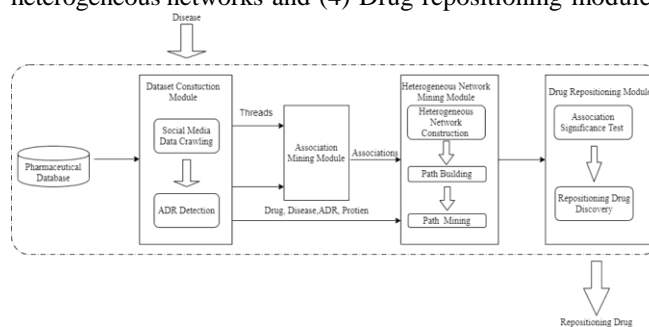 heterogeneous networks and (4) Drug repositioning module
Disease
Dataset Constuction
Module
Social Media
Data Crawling
ADR Detection
Pharmaceutical
Database
Threads
Association
Mining Module
Associations
Drug, Disease,ADR, Protien
Heterogeneous Network
Mining Module
Heterogeneous
Network
Construction
Path Building
Path Mining
Drug Repositioning Module
Association
Significance Test
Repositioning Drug
Discovery
Repositioning Drug